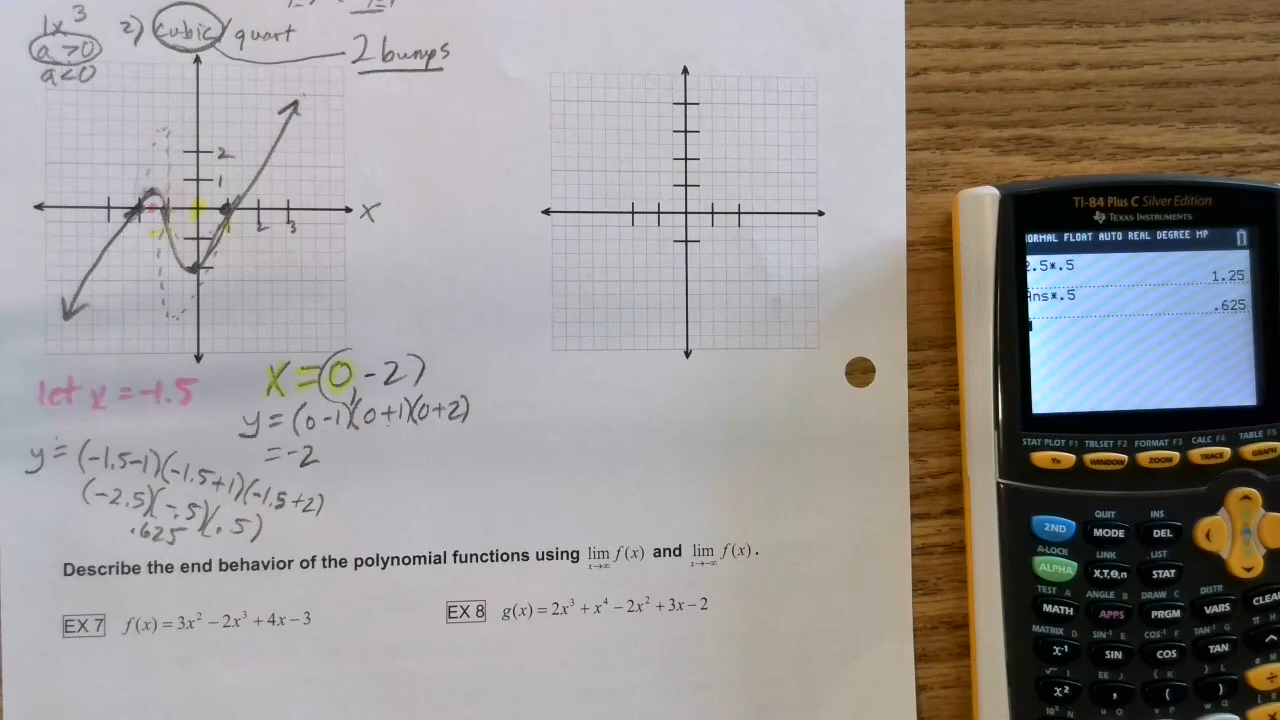 1x³
a>0
a<0
2) cubic/quart
2 bumps
2
1
X
2 3
let x = -1.5
X = (0, -2)
y = (0-1)(0+1)(0+2)
= -2
y = (-1.5-1)(-1.5+1)(-1.5+2)
(-2.5)(-.5)(.5)
.625
Describe the end behavior of the polynomial functions using lim x→∞ f(x) and lim x→-∞ f(x).
EX 7 f(x) = 3x² − 2x³ + 4x − 3
EX 8 g(x) = 2x³ + x⁴ − 2x² + 3x − 2
TI-84 Plus C Silver Edition
TEXAS INSTRUMENTS
ORMAL FLOAT AUTO REAL DEGREE MP
2.5*.5
1.25
Ans*.5
.625
STAT PLOT F1 TBLSET F2 FORMAT F3 CALC F4 TABLE F5
Y= WINDOW ZOOM TRACE GRAPH
QUIT INS
2ND MODE DEL
A-LOCK LINK LIST
ALPHA X,T,θ,n STAT
TEST A ANGLE B DRAW C DISTR
MATH APPS PRGM VARS CLEA
MATRIX D SIN⁻¹ E COS⁻¹ F TAN⁻¹ G π H
X⁻¹ SIN COS TAN ^
√ I EE J { K } L e M
X² , ( ) ÷
10ˣ N u O v P w Q